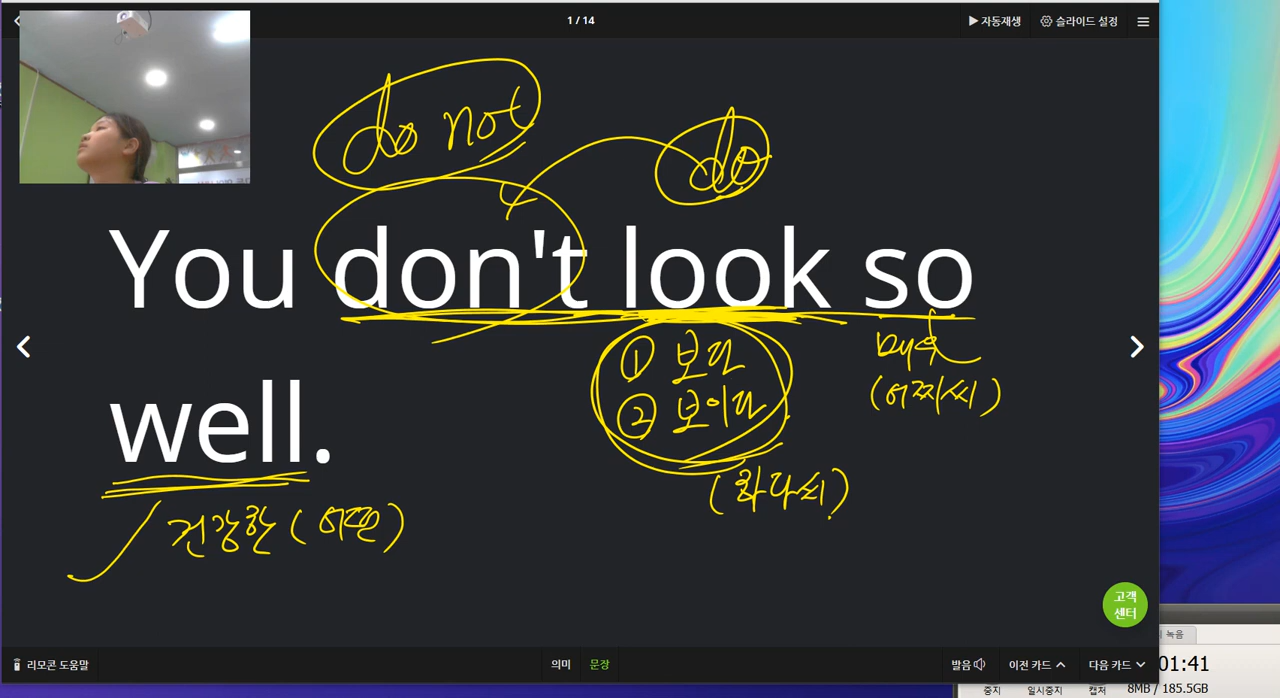 1 / 14
▶ 자동재생
슬라이드 설정
do not
do
You don't look so
① 보다
② 보이다
매우
(어찌씨)
(하다씨)
well.
건강한 (어떤)
고객
센터
리모콘 도움말
의미
문장
발음
이전 카드
다음 카드
녹음
01:41
중지
일시중지
캡처
8MB / 185.5GB